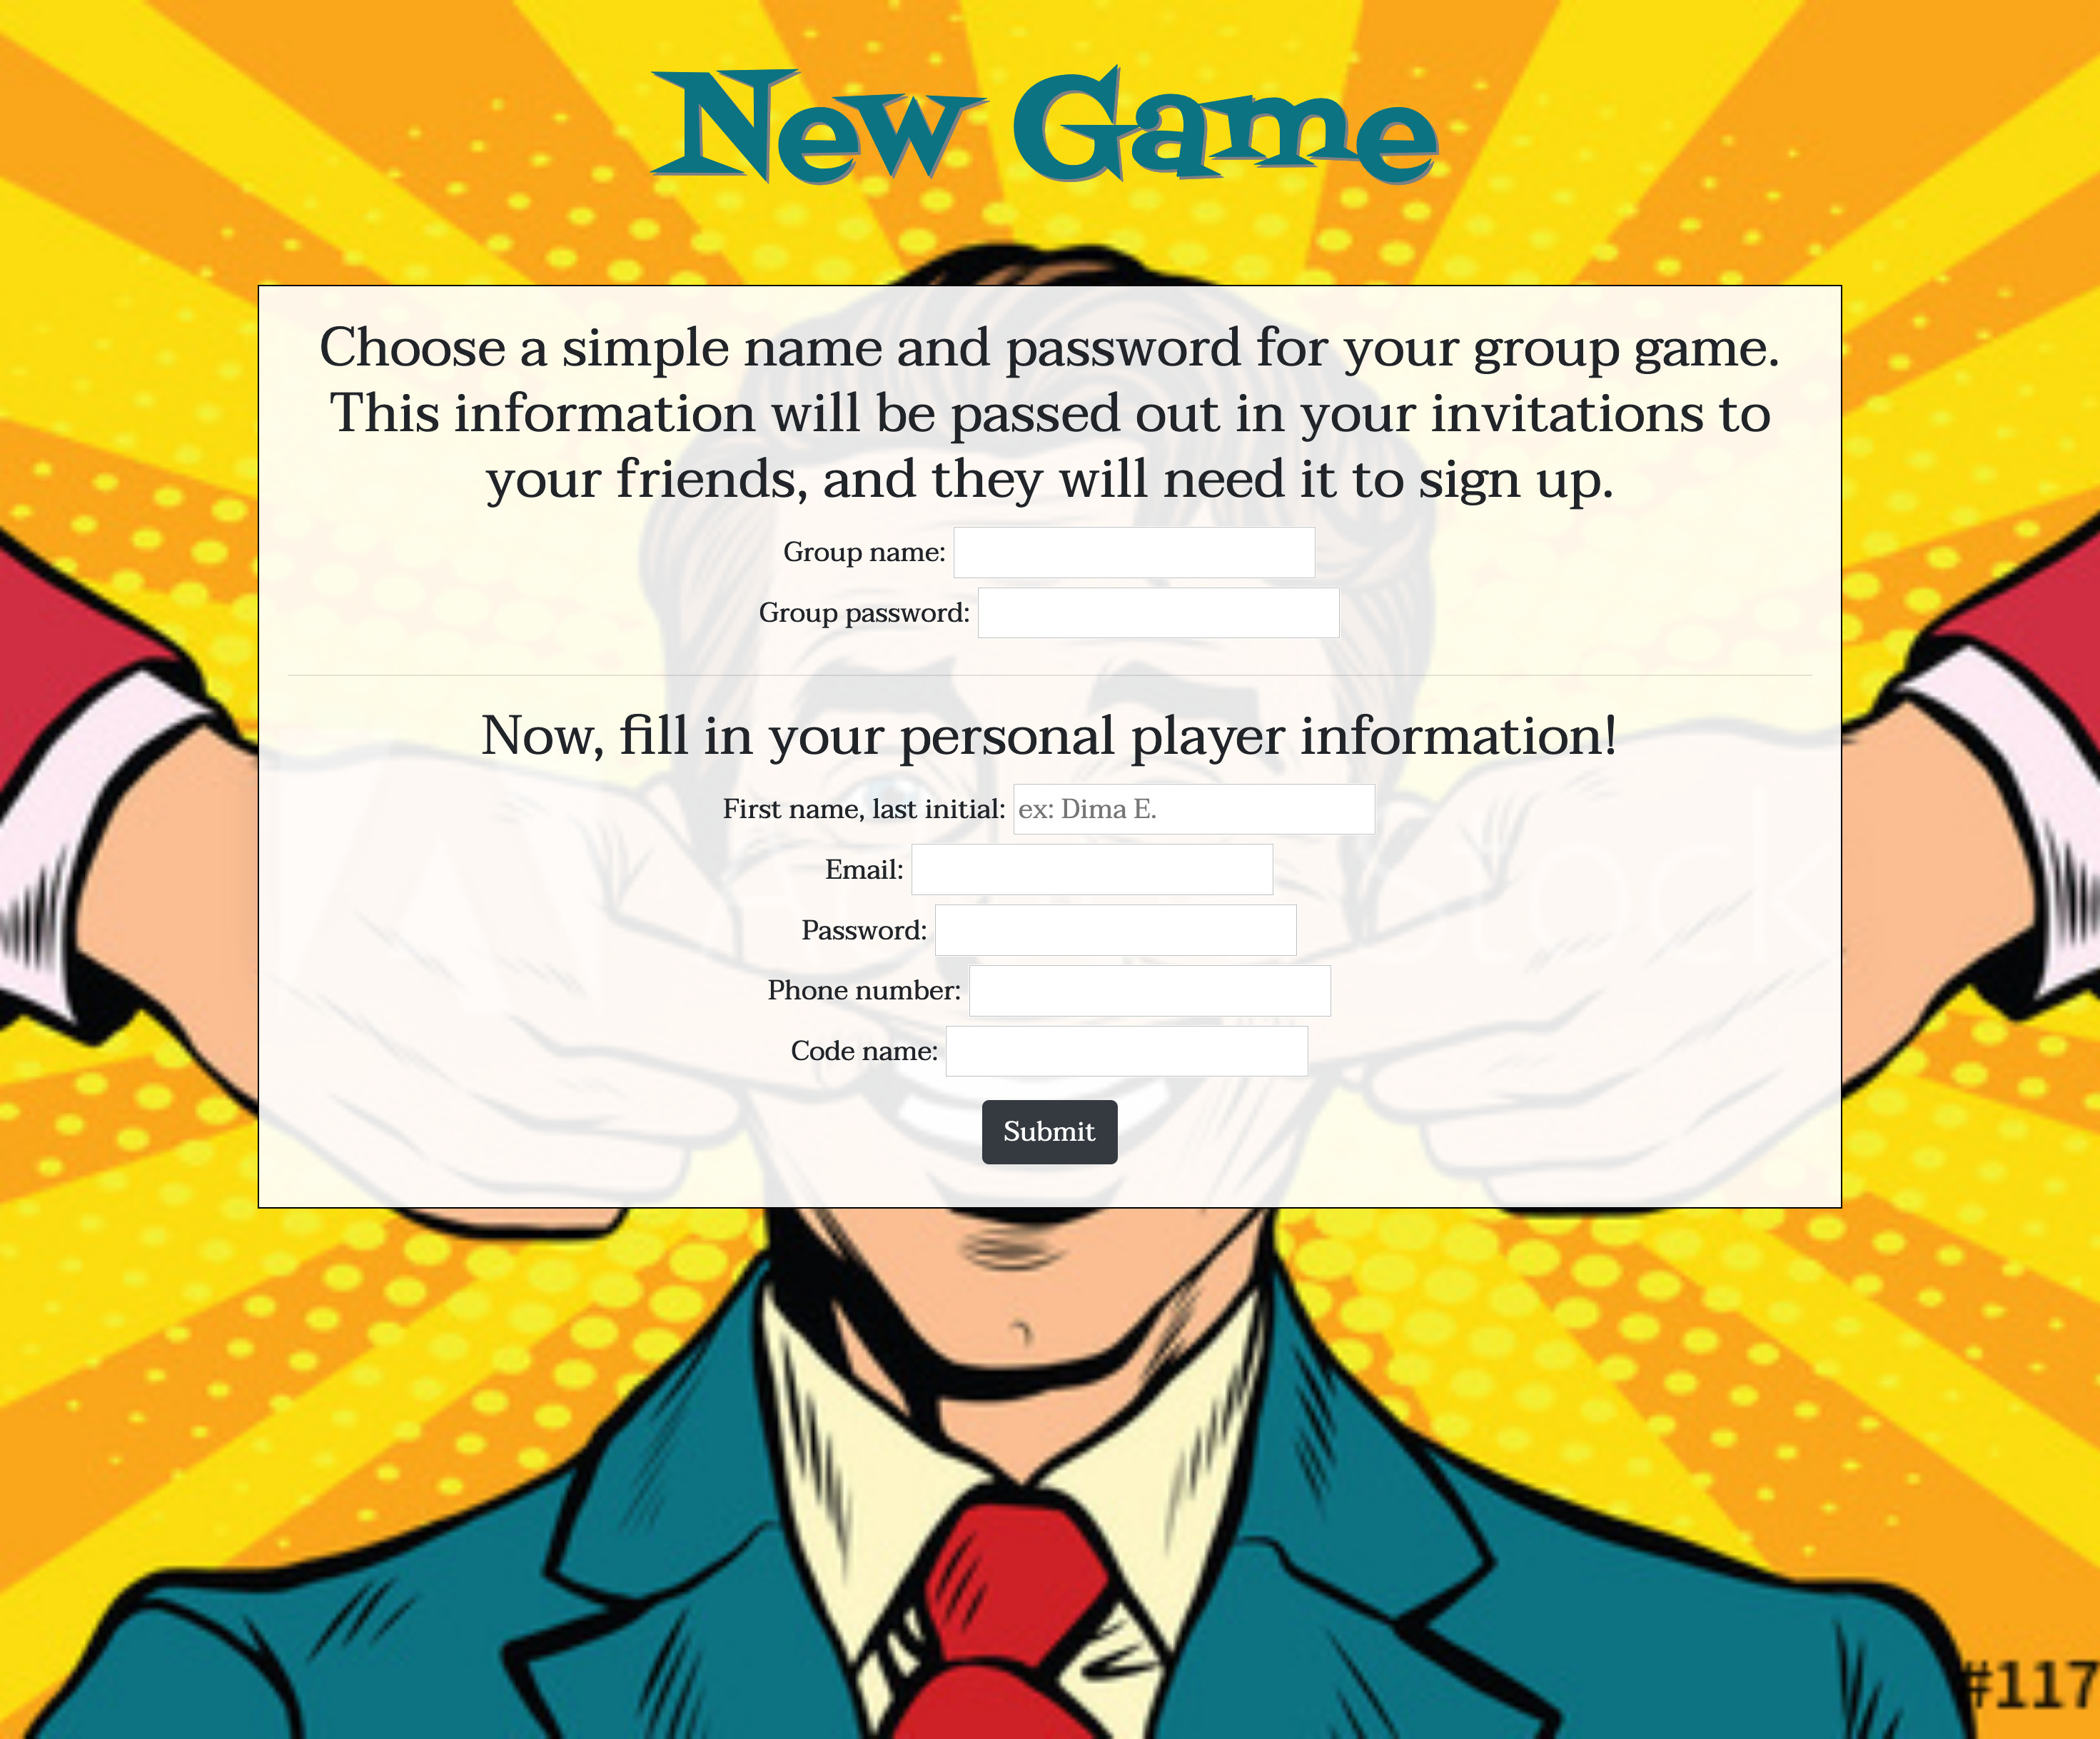 New Game
Choose a simple name and password for your group game.
This information will be passed out in your invitations to
your friends, and they will need it to sign up.
Group name:
Group password:
Now, fill in your personal player information!
First name, last initial: ex: Dima E.
Email:
Password:
Phone number:
Code name:
Submit
#117